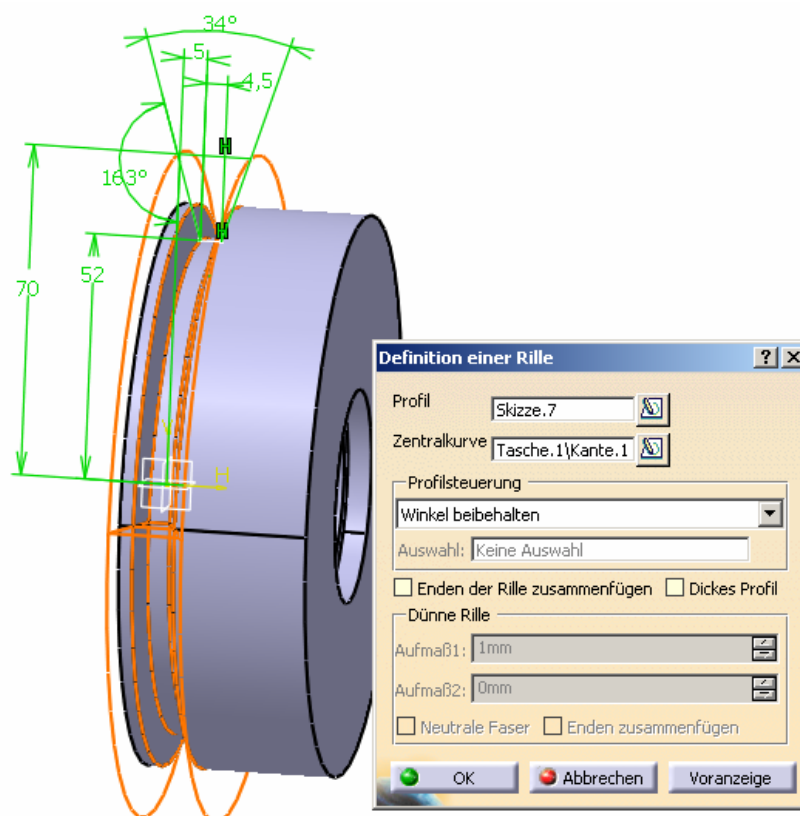 34°
5
4,5
H
163°
H
70
52
H
Definition einer Rille
Profil
Skizze.7
Zentralkurve
Tasche.1\Kante.1
Profilsteuerung
Winkel beibehalten
Auswahl: Keine Auswahl
Enden der Rille zusammenfügen
Dickes Profil
Dünne Rille
Aufmaß1: 1mm
Aufmaß2: 0mm
Neutrale Faser
Enden zusammenfügen
OK
Abbrechen
Voranzeige